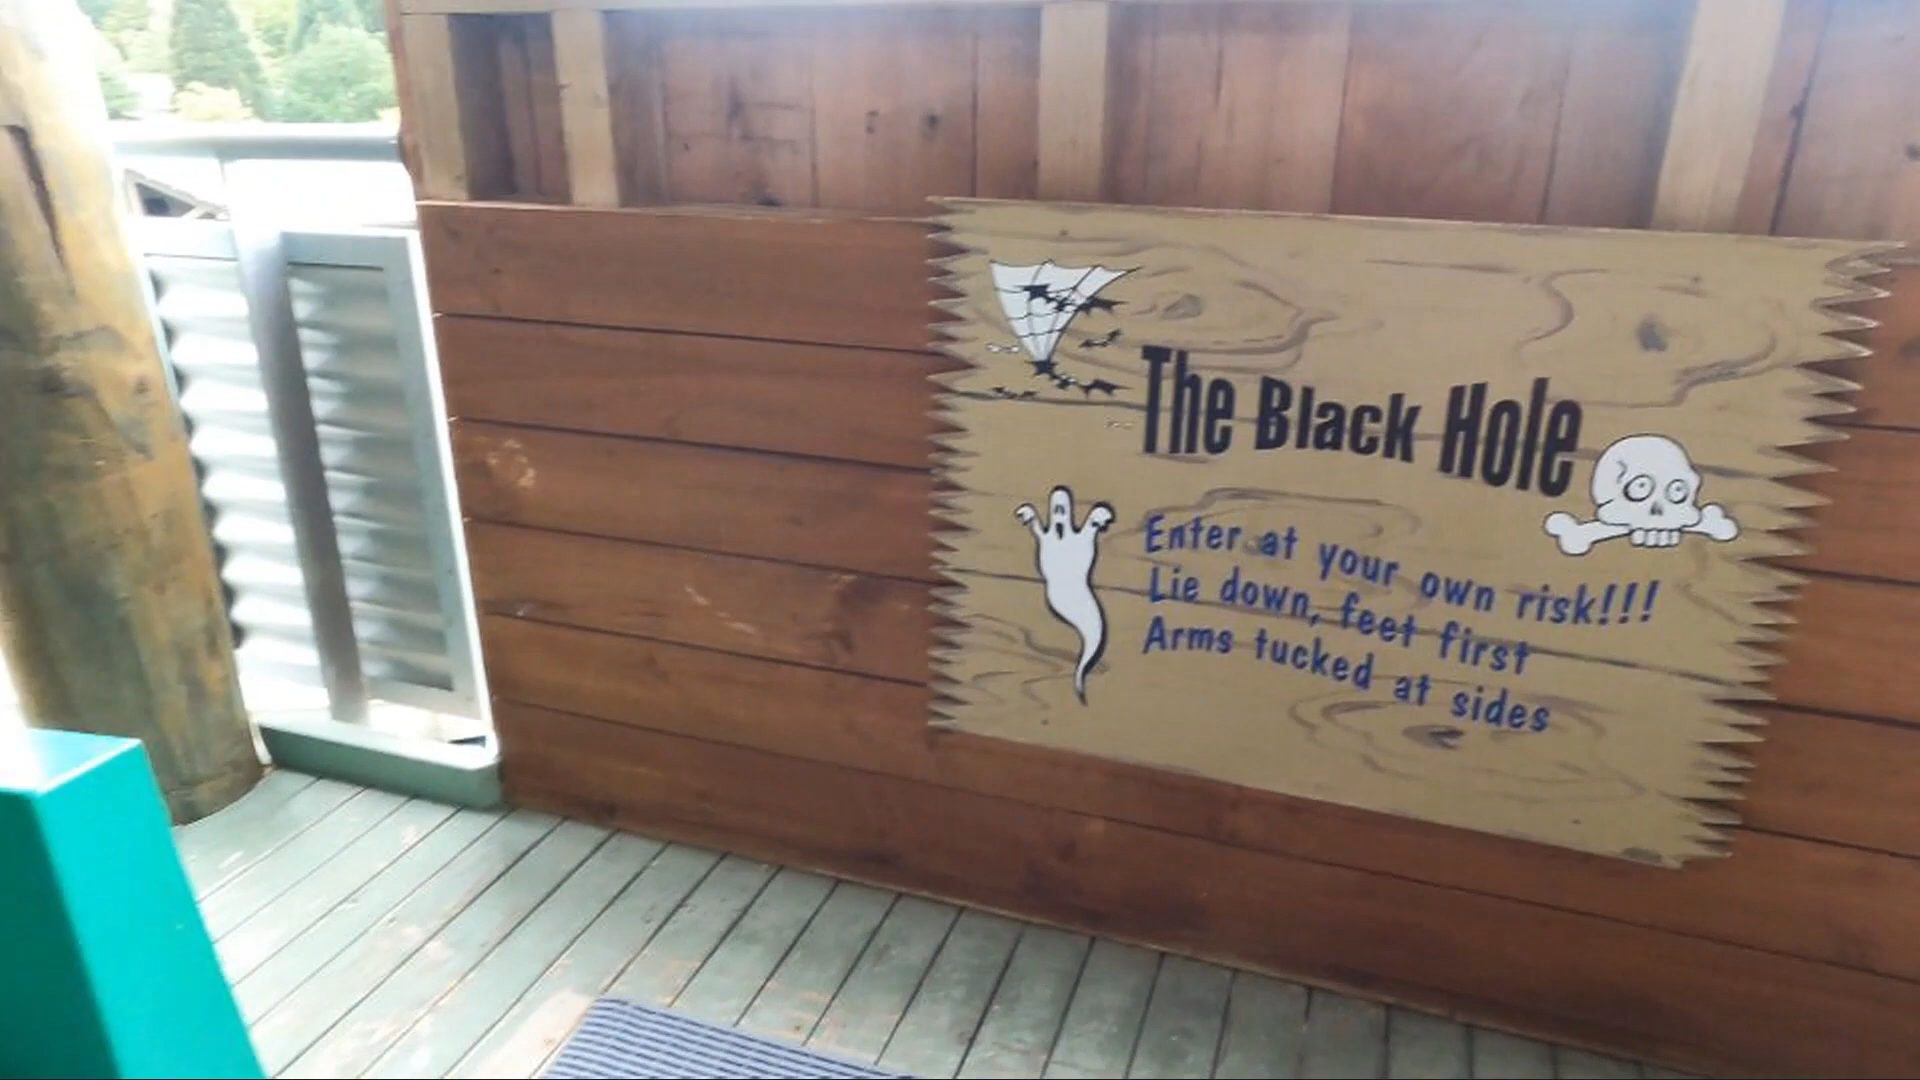 The Black Hole
Enter at your own risk!!!
Lie down, feet first
Arms tucked at sides